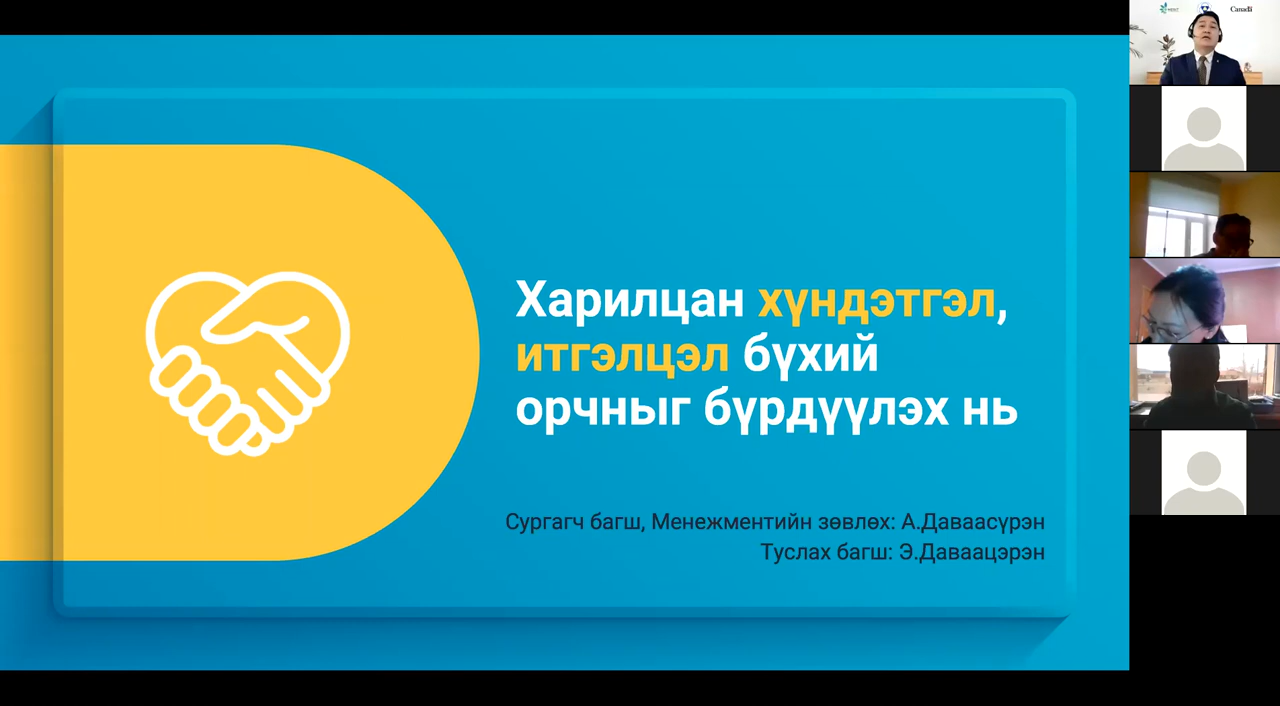 Харилцан хүндэтгэл,
итгэлцэл бүхий
орчныг бүрдүүлэх нь
Сургагч багш, Менежментийн зөвлөх: А.Даваасүрэн
Туслах багш: Э.Даваацэрэн
Canada